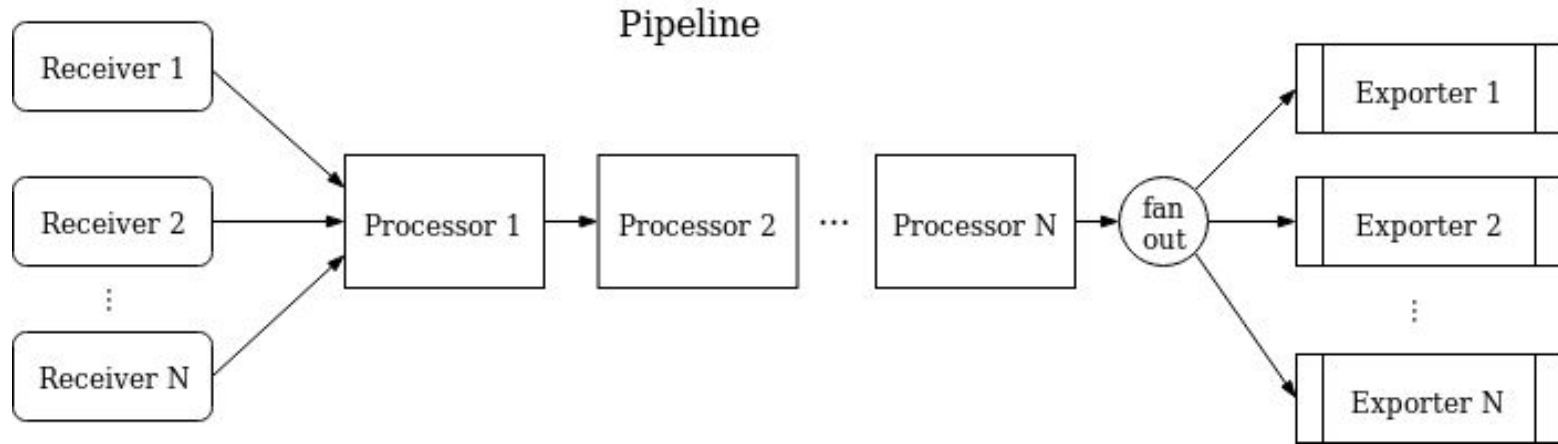 Pipeline
Receiver 1
Receiver 2
⋮
Receiver N
Processor 1
Processor 2
...
Processor N
fan
out
Exporter 1
Exporter 2
⋮
Exporter N